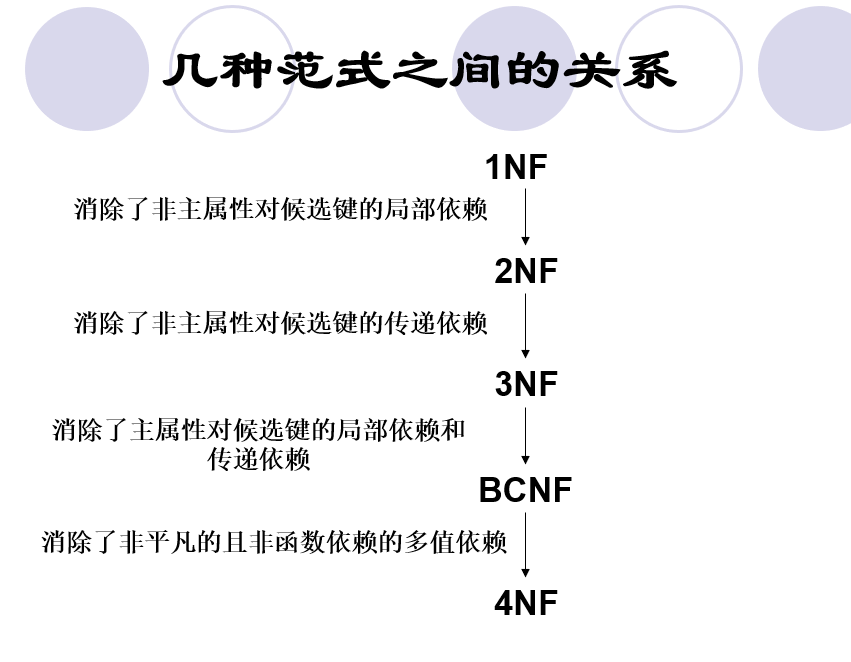 几种范式之间的关系
1NF
消除了非主属性对候选键的局部依赖
2NF
消除了非主属性对候选键的传递依赖
3NF
消除了主属性对候选键的局部依赖和
传递依赖
BCNF
消除了非平凡的且非函数依赖的多值依赖
4NF